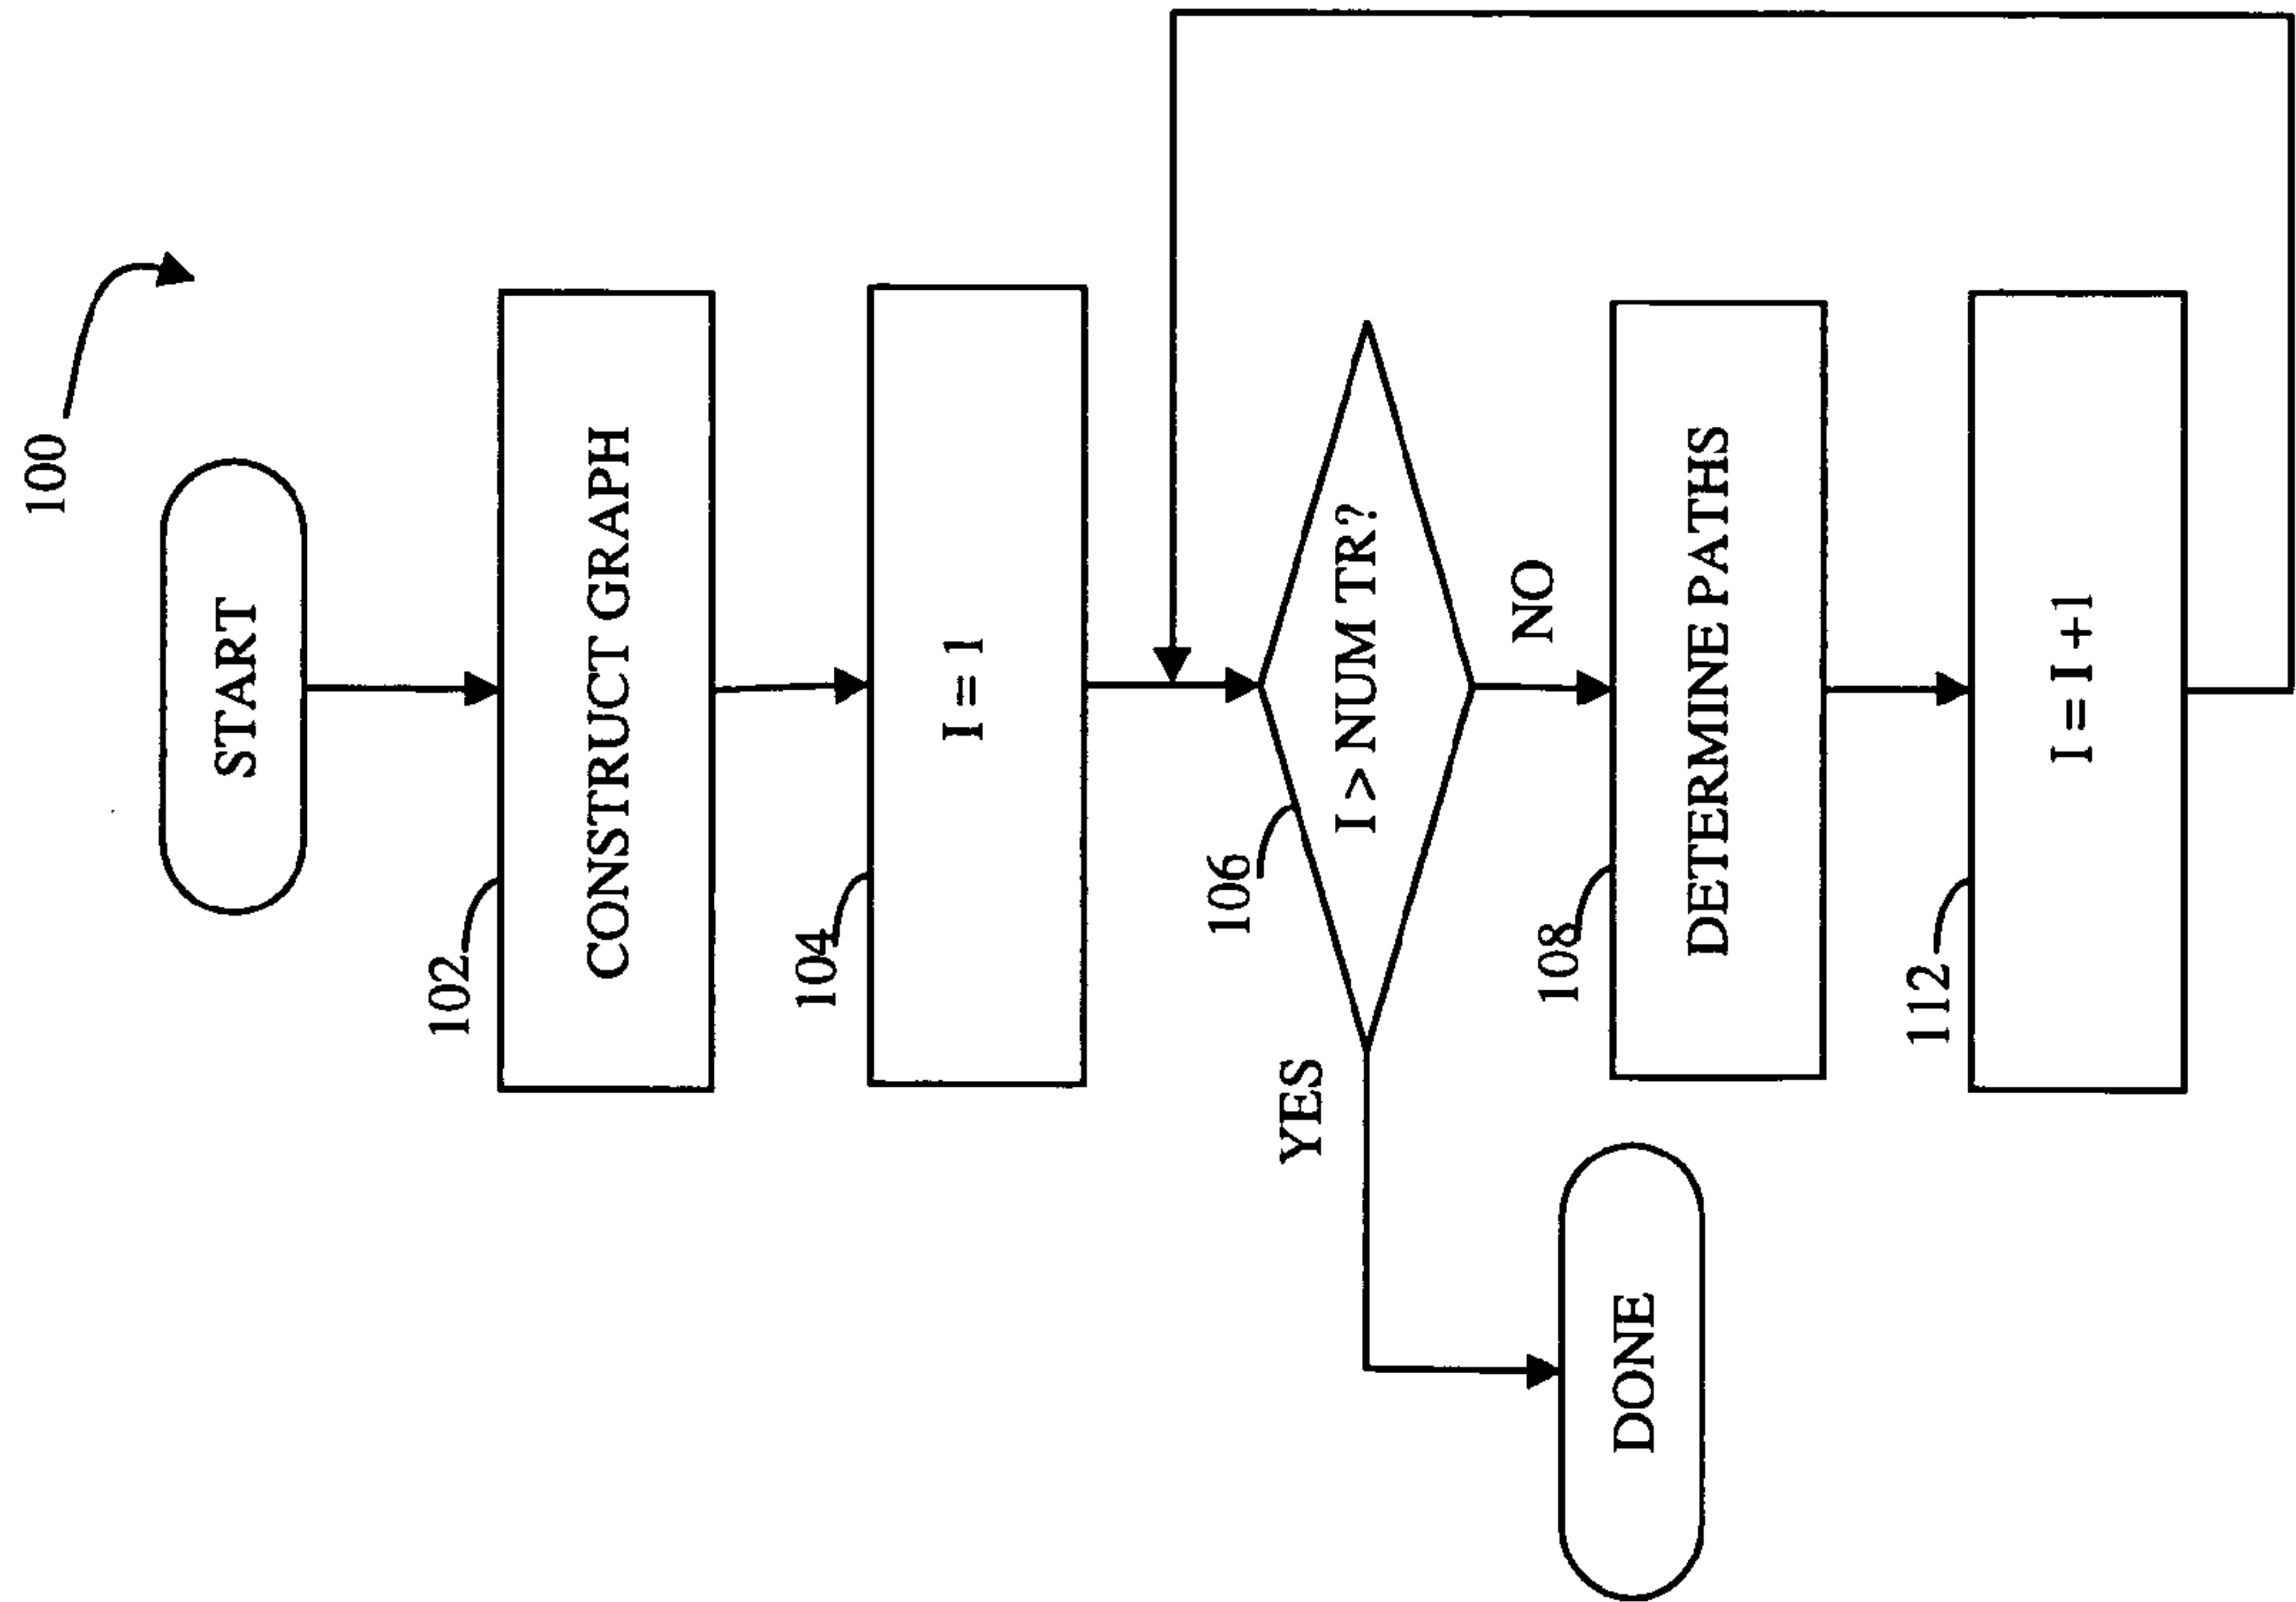 100
START
102
CONSTRUCT GRAPH
104
I = 1
106
I > NUM TR?
YES
NO
DONE
108
DETERMINE PATHS
112
I = I +1